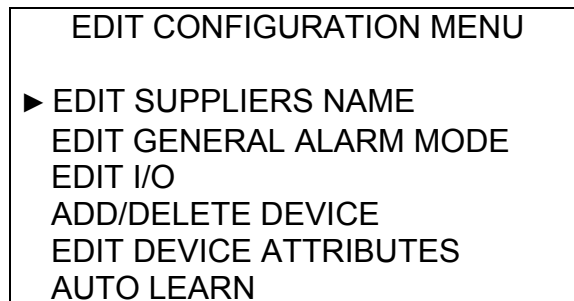 EDIT CONFIGURATION MENU
► EDIT SUPPLIERS NAME
EDIT GENERAL ALARM MODE
EDIT I/O
ADD/DELETE DEVICE
EDIT DEVICE ATTRIBUTES
AUTO LEARN